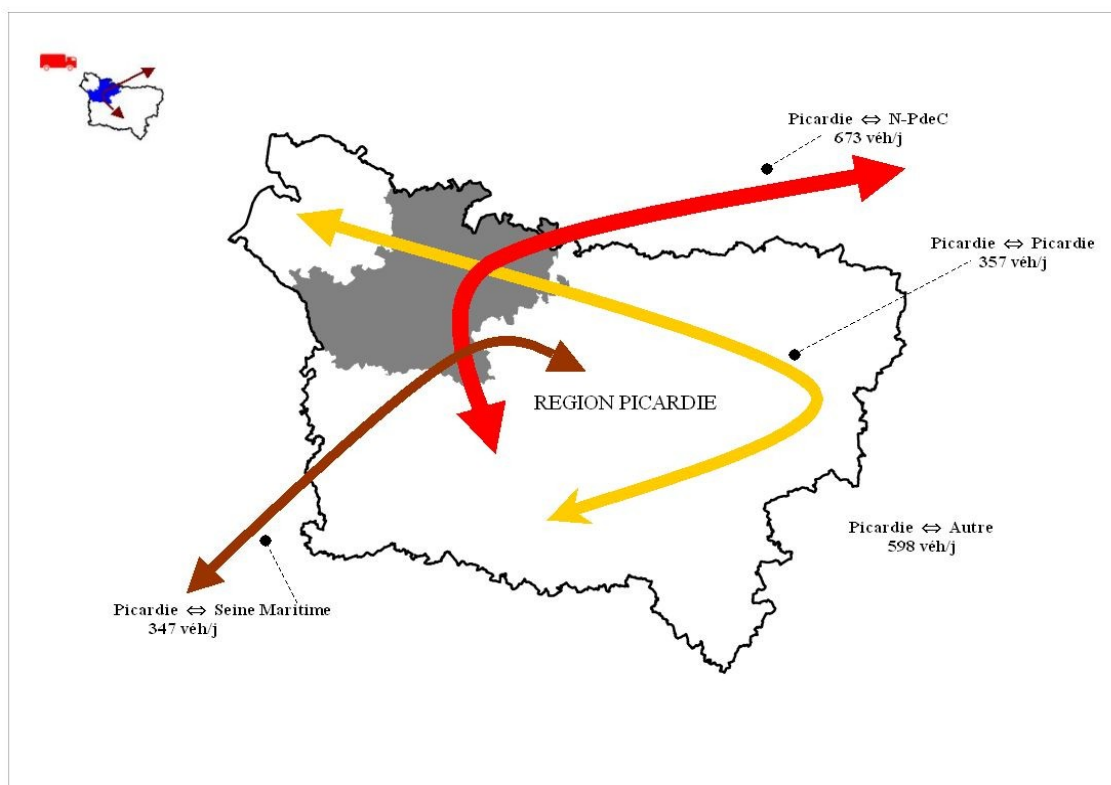 Picardie ⇔ N-PdeC
673 véh/j
Picardie ⇔ Picardie
357 véh/j
REGION PICARDIE
Picardie ⇔ Autre
598 véh/j
Picardie ⇔ Seine Maritime
347 véh/j